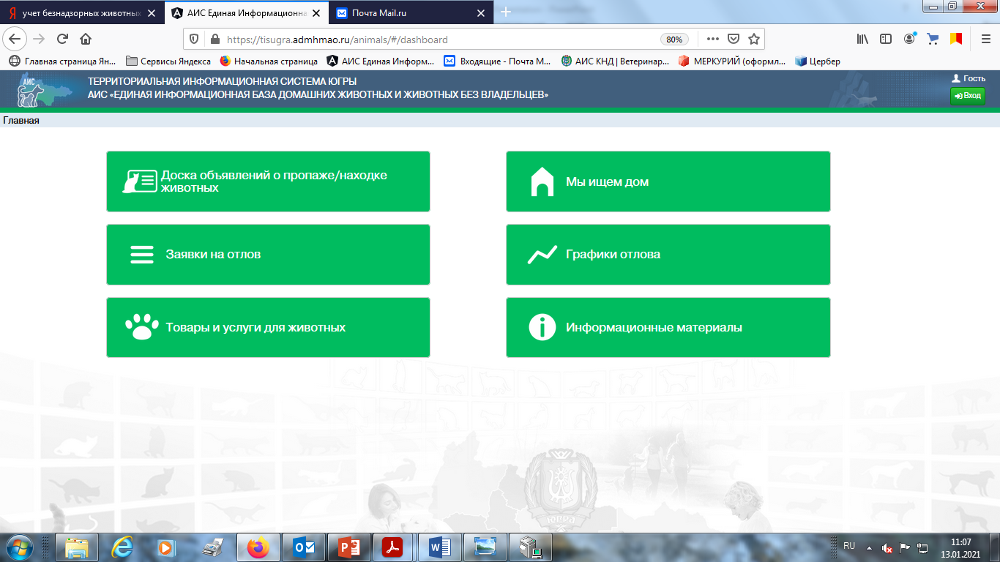 учет безнадзорных животных
АИС Единая Информационна
Почта Mail.ru
https://tisugra.admhmao.ru/animals/#/dashboard
80%
Главная страница Ян...
Сервисы Яндекса
Начальная страница
АИС Единая Информ...
Входящие - Почта М...
АИС КНД | Ветеринар...
МЕРКУРИЙ (оформл...
Цербер
АИС
ТЕРРИТОРИАЛЬНАЯ ИНФОРМАЦИОННАЯ СИСТЕМА ЮГРЫ
АИС «ЕДИНАЯ ИНФОРМАЦИОННАЯ БАЗА ДОМАШНИХ ЖИВОТНЫХ И ЖИВОТНЫХ БЕЗ ВЛАДЕЛЬЦЕВ»
Гость
Вход
Главная
Доска объявлений о пропаже/находке
животных
Мы ищем дом
Заявки на отлов
Графики отлова
Товары и услуги для животных
Информационные материалы
ЮГРА
RU
11:07
13.01.2021